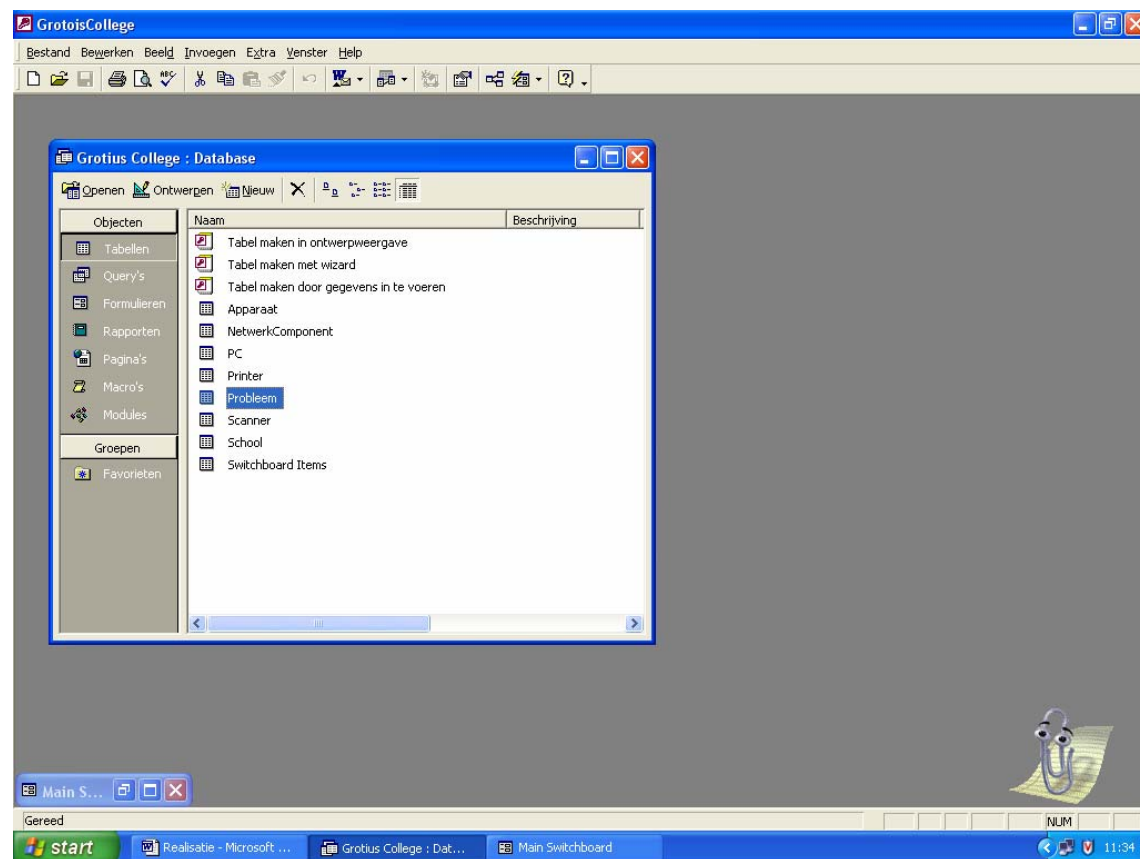 GrotoisCollege
Bestand Bewerken Beeld Invoegen Extra Venster Help
Grotius College : Database
Openen Ontwerpen Nieuw
Objecten
Tabellen
Query's
Formulieren
Rapporten
Pagina's
Macro's
Modules
Groepen
Favorieten
Naam Beschrijving
Tabel maken in ontwerpweergave
Tabel maken met wizard
Tabel maken door gegevens in te voeren
Apparaat
NetwerkComponent
PC
Printer
Probleem
Scanner
School
Switchboard Items
Main S...
Gereed NUM
start Realisatie - Microsoft ... Grotius College : Dat... Main Switchboard 11:34